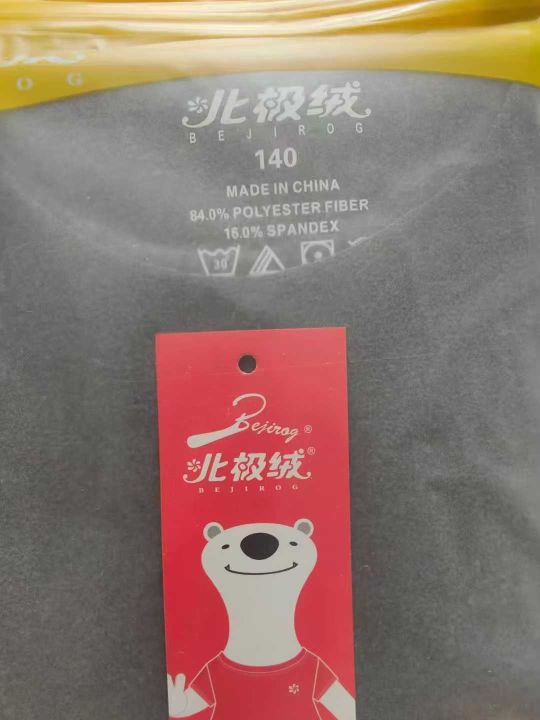 O G
北极绒
BEJIROG
140
MADE IN CHINA
84.0% POLYESTER FIBER
16.0% SPANDEX
30
Bejirog®
北极绒®
BEJIROG